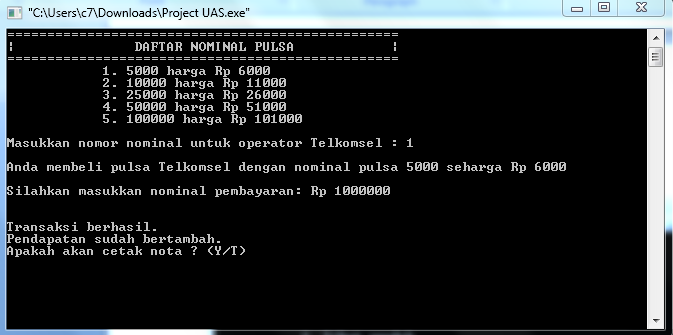 "C:\Users\c7\Downloads\Project UAS.exe"
=================================================
¦ DAFTAR NOMINAL PULSA ¦
=================================================
1. 5000 harga Rp 6000
2. 10000 harga Rp 11000
3. 25000 harga Rp 26000
4. 50000 harga Rp 51000
5. 100000 harga Rp 101000
Masukkan nomor nominal untuk operator Telkomsel : 1
Anda membeli pulsa Telkomsel dengan nominal pulsa 5000 seharga Rp 6000
Silahkan masukkan nominal pembayaran: Rp 1000000
Transaksi berhasil.
Pendapatan sudah bertambah.
Apakah akan cetak nota ? (Y/T)